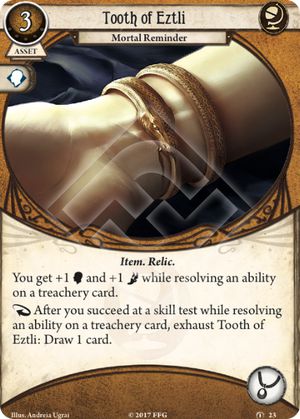 3
Tooth of Eztli
ASSET
Mortal Reminder
Item. Relic.
You get +1 and +1 while resolving an ability
on a treachery card.
After you succeed at a skill test while resolving
an ability on a treachery card, exhaust Tooth of
Eztli: Draw 1 card.
Illus. Andreia Ugrai
© 2017 FFG
23